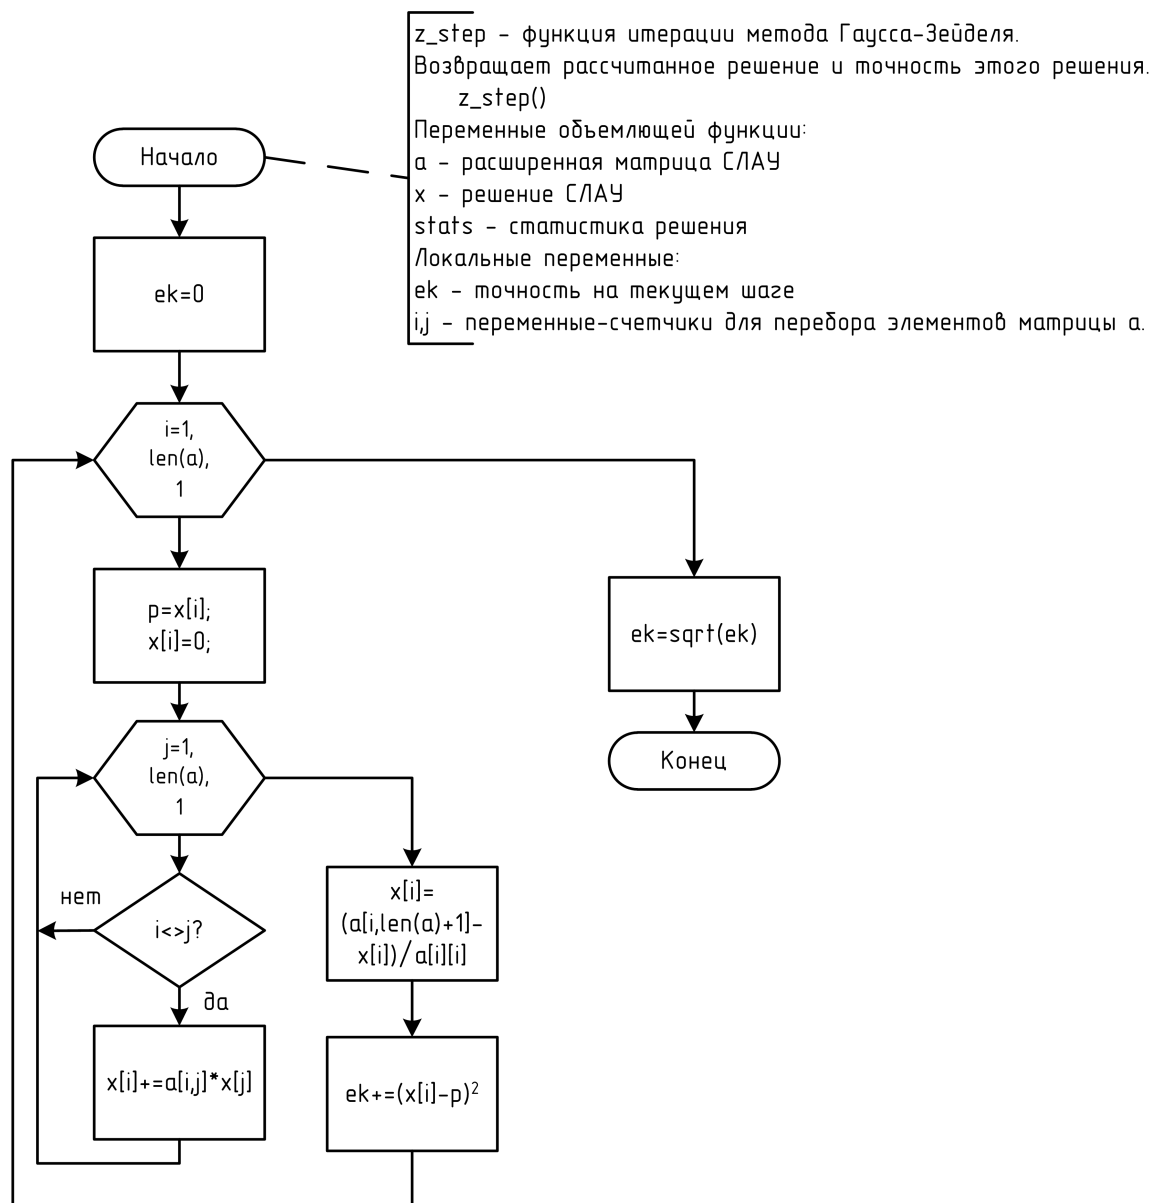 z_step - функция итерации метода Гаусса-Зейделя.
Возвращает рассчитанное решение и точность этого решения.
z_step()
Переменные объемлющей функции:
a - расширенная матрица СЛАУ
x - решение СЛАУ
stats - статистика решения
Локальные переменные:
ek - точность на текущем шаге
i,j - переменные-счетчики для перебора элементов матрицы a.
Начало
ek=0
i=1,
len(a),
1
p=x[i];
x[i]=0;
j=1,
len(a),
1
нет
i<>j?
да
x[i]+=a[i,j]*x[j]
x[i]=
(a[i,len(a)+1]-
x[i])/a[i][i]
ek+=(x[i]-p)²
ek=sqrt(ek)
Конец